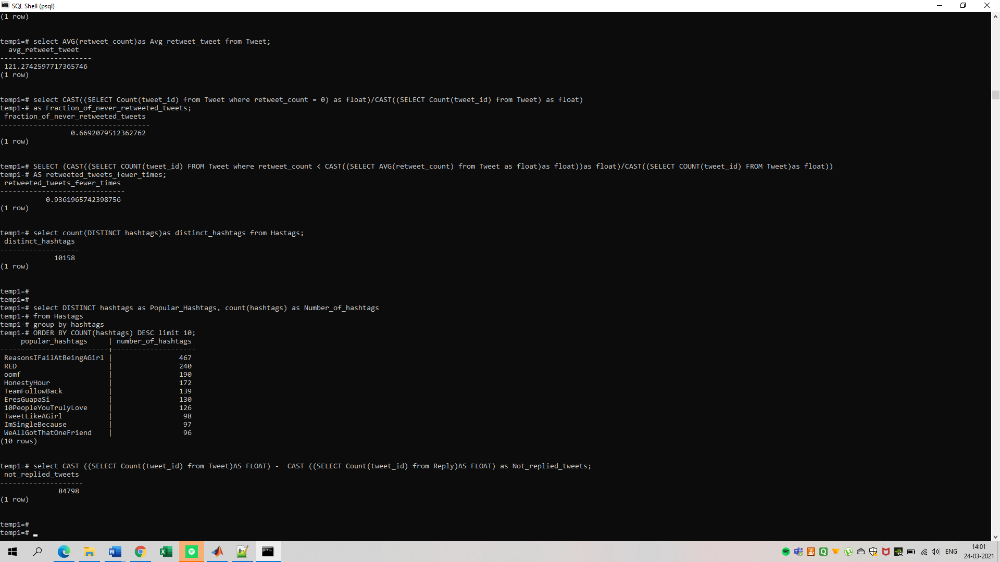 SQL Shell (psql)
(1 row)
temp1=# select AVG(retweet_count)as Avg_retweet_tweet from Tweet;
avg_retweet_tweet
----------------------
121.2742597717365746
(1 row)
temp1=# select CAST((SELECT Count(tweet_id) from Tweet where retweet_count = 0) as float)/CAST((SELECT Count(tweet_id) from Tweet) as float)
temp1-# as Fraction_of_never_retweeted_tweets;
fraction_of_never_retweeted_tweets
------------------------------------
0.6692079512362762
(1 row)
temp1=# SELECT (CAST((SELECT COUNT(tweet_id) FROM Tweet where retweet_count < CAST((SELECT AVG(retweet_count) from Tweet as float)as float))as float)/CAST((SELECT COUNT(tweet_id) FROM Tweet)as float))
temp1-# AS retweeted_tweets_fewer_times;
retweeted_tweets_fewer_times
------------------------------
0.9361965742398756
(1 row)
temp1=# select count(DISTINCT hashtags)as distinct_hashtags from Hastags;
distinct_hashtags
-------------------
10158
(1 row)
temp1=#
temp1=#
temp1=# select DISTINCT hashtags as Popular_Hashtags, count(hashtags) as Number_of_hashtags
temp1-# from Hastags
temp1-# group by hashtags
temp1-# ORDER BY COUNT(hashtags) DESC limit 10;
popular_hashtags | number_of_hashtags
--------------------------+--------------------
ReasonsIFailAtBeingAGirl | 467
RED | 240
oomf | 190
HonestyHour | 172
TeamFollowBack | 139
EresGuapaSi | 130
10PeopleYouTrulyLove | 126
TweetLikeAGirl | 98
ImSingleBecause | 97
WeAllGotThatOneFriend | 96
(10 rows)
temp1=# select CAST ((SELECT Count(tweet_id) from Tweet)AS FLOAT) -  CAST ((SELECT Count(tweet_id) from Reply)AS FLOAT) as Not_replied_tweets;
not_replied_tweets
--------------------
84798
(1 row)
temp1=#
temp1=#
ENG
14:01
24-03-2021